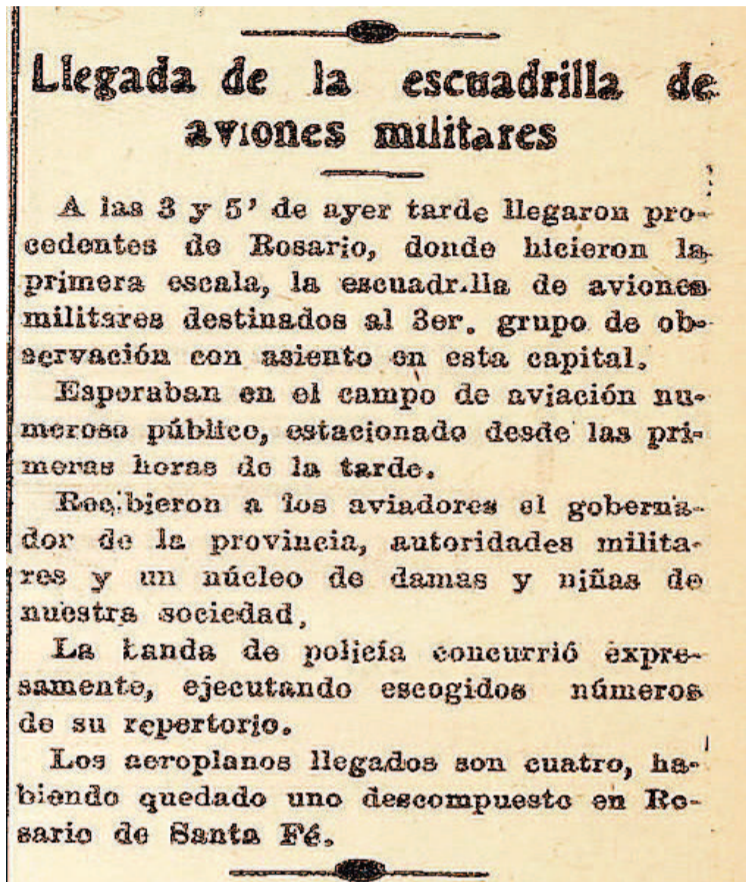 Llegada de la escuadrilla de
aviones militares
A las 3 y 5' de ayer tarde llegaron pro-
cedentes de Rosario, donde hicieron la
primera escala, la escuadrilla de aviones
militares destinados al 3er. grupo de ob-
servación con asiento en esta capital.
Esperaban en el campo de aviación nu-
meroso público, estacionado desde las pri-
meras horas de la tarde.
Recibieron a los aviadores el goberna-
dor de la provincia, autoridades milita-
res y un núcleo de damas y niñas de
nuestra sociedad.
La banda de policía concurrió expre-
samente, ejecutando escogidos números
de su repertorio.
Los aeroplanos llegados son cuatro, ha-
biendo quedado uno descompuesto en Ro-
sario de Santa Fé.